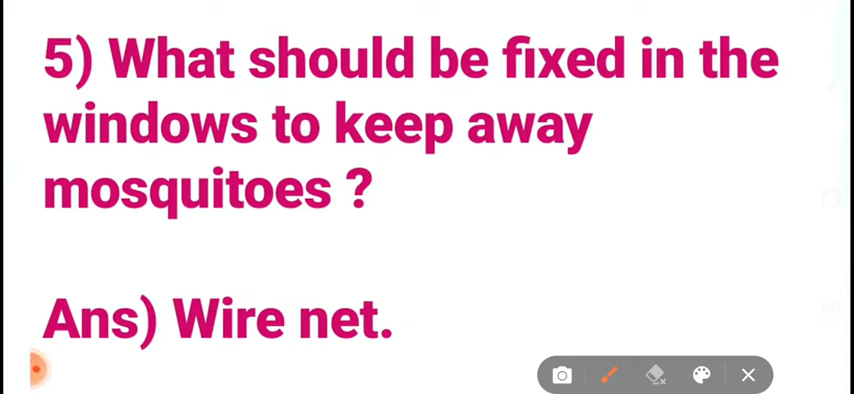 5) What should be fixed in the
windows to keep away
mosquitoes ?
Ans) Wire net.